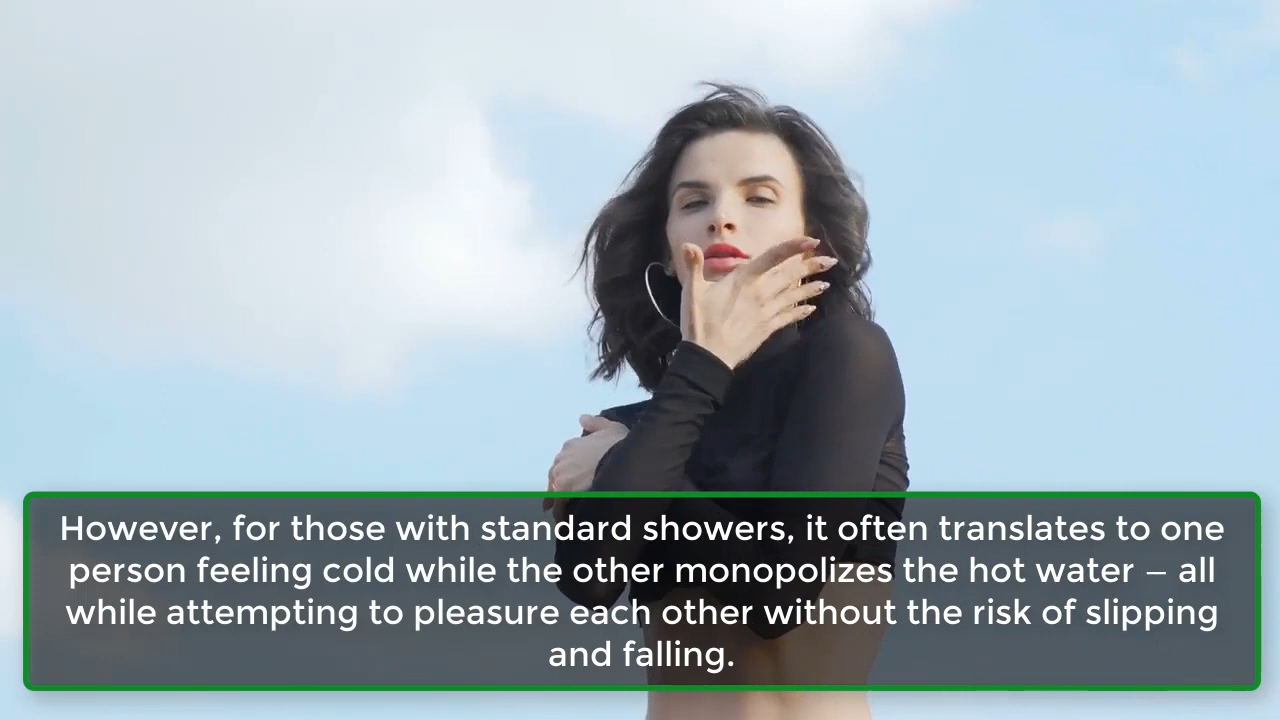 However, for those with standard showers, it often translates to one
person feeling cold while the other monopolizes the hot water – all
while attempting to pleasure each other without the risk of slipping
and falling.